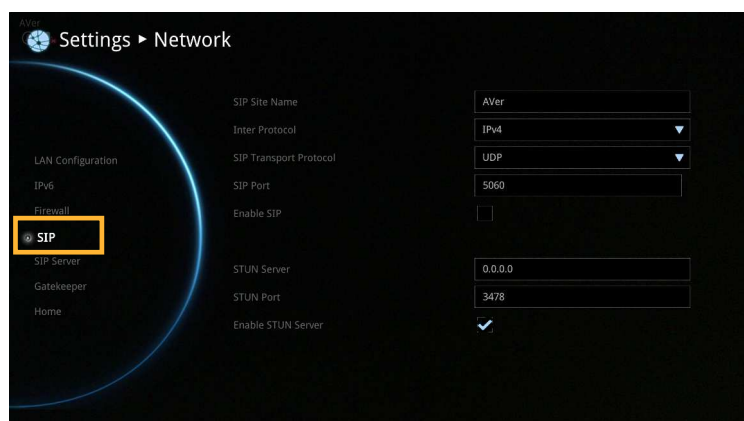 AVer
Settings ► Network
SIP Site Name AVer
Inter Protocol IPv4
LAN Configuration
SIP Transport Protocol UDP
IPv6
SIP Port 5060
Firewall
Enable SIP
SIP
SIP Server
STUN Server 0.0.0.0
Gatekeeper
STUN Port 3478
Home
Enable STUN Server